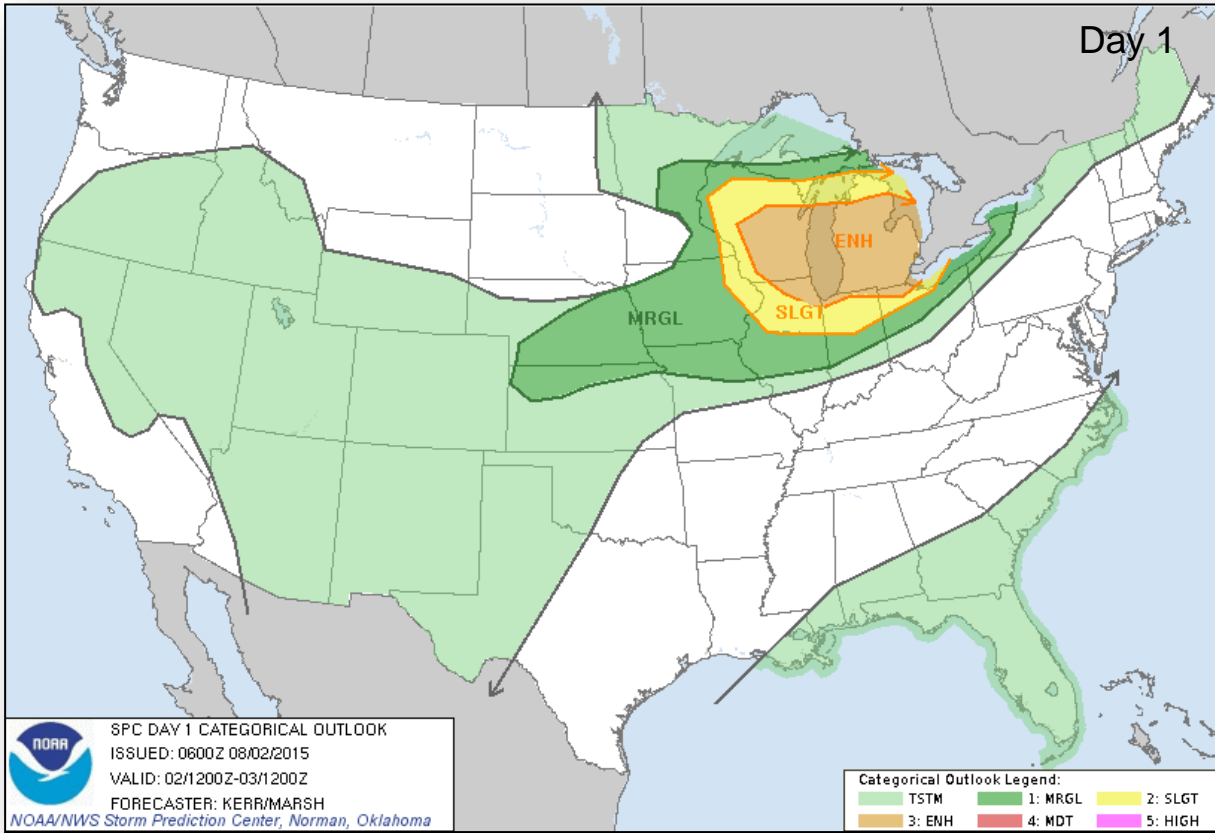 Day 1
ENH
MRGL
SLGT
NOAA
SPC DAY 1 CATEGORICAL OUTLOOK
ISSUED: 0600Z 08/02/2015
VALID: 02/1200Z-03/1200Z
FORECASTER: KERR/MARSH
NOAA/NWS Storm Prediction Center, Norman, Oklahoma
Categorical Outlook Legend:
TSTM 1: MRGL 2: SLGT
3: ENH 4: MDT 5: HIGH